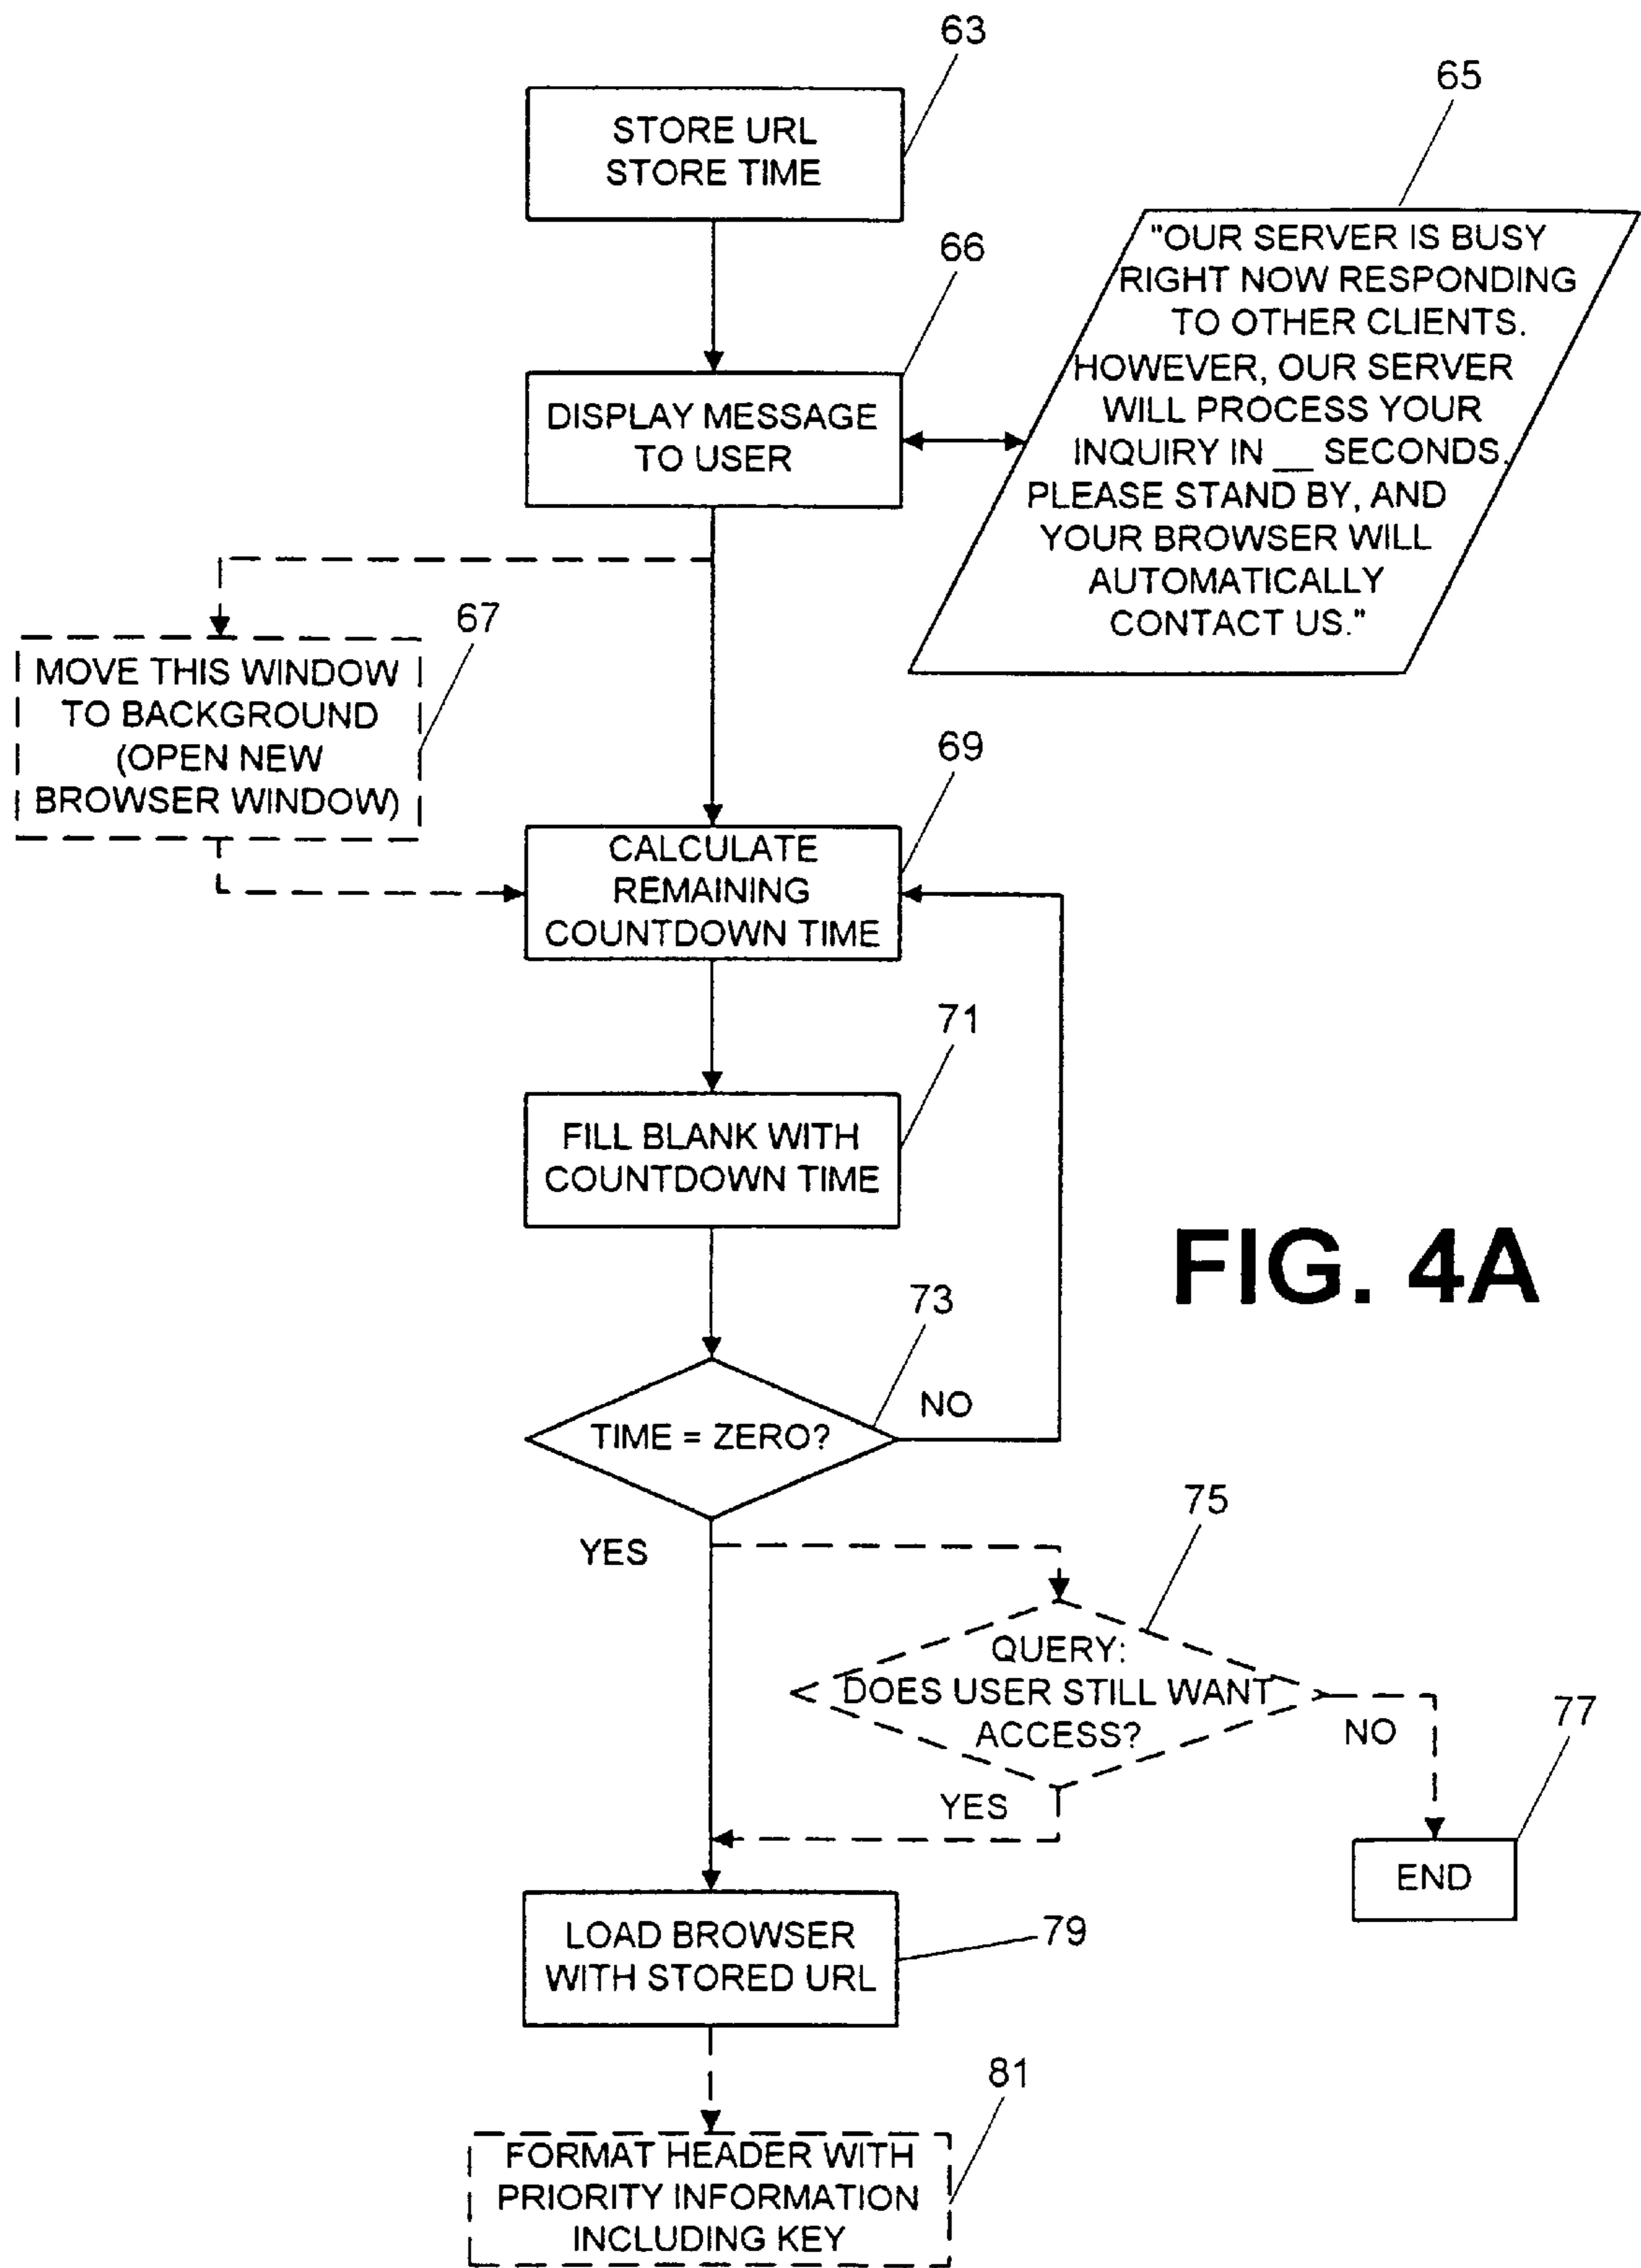 63
STORE URL
STORE TIME
65
66
"OUR SERVER IS BUSY
RIGHT NOW RESPONDING
TO OTHER CLIENTS.
HOWEVER, OUR SERVER
WILL PROCESS YOUR
INQUIRY IN __ SECONDS.
PLEASE STAND BY, AND
YOUR BROWSER WILL
AUTOMATICALLY
CONTACT US."
DISPLAY MESSAGE
TO USER
67
MOVE THIS WINDOW
TO BACKGROUND
(OPEN NEW
BROWSER WINDOW)
69
CALCULATE
REMAINING
COUNTDOWN TIME
71
FILL BLANK WITH
COUNTDOWN TIME
FIG. 4A
73
TIME = ZERO?
NO
YES
75
QUERY:
DOES USER STILL WANT
ACCESS?
NO
YES
77
END
LOAD BROWSER
WITH STORED URL
79
81
FORMAT HEADER WITH
PRIORITY INFORMATION
INCLUDING KEY